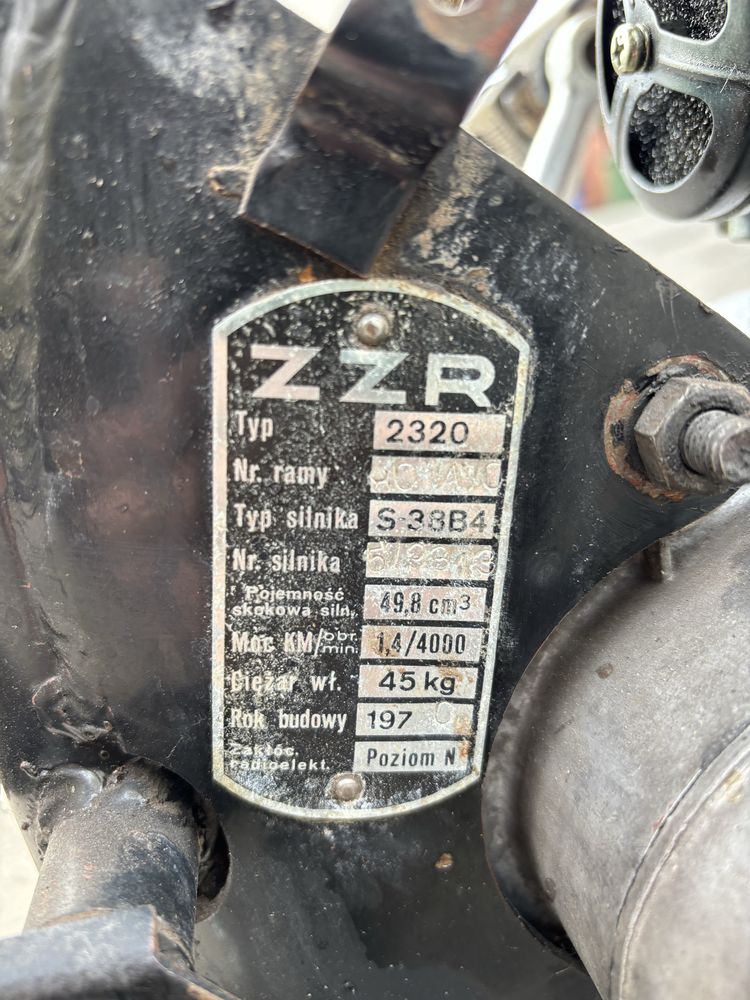 ZZR
Typ 2320
Nr. ramy
Typ silnika S-38B4
Nr. silnika
Pojemność
skokowa siln. 49,8 cm³
Moc KM/obr. min. 1,4/4000
Ciężar wł. 45 kg
Rok budowy 197
Zakłóc.
radioelekt. Poziom N